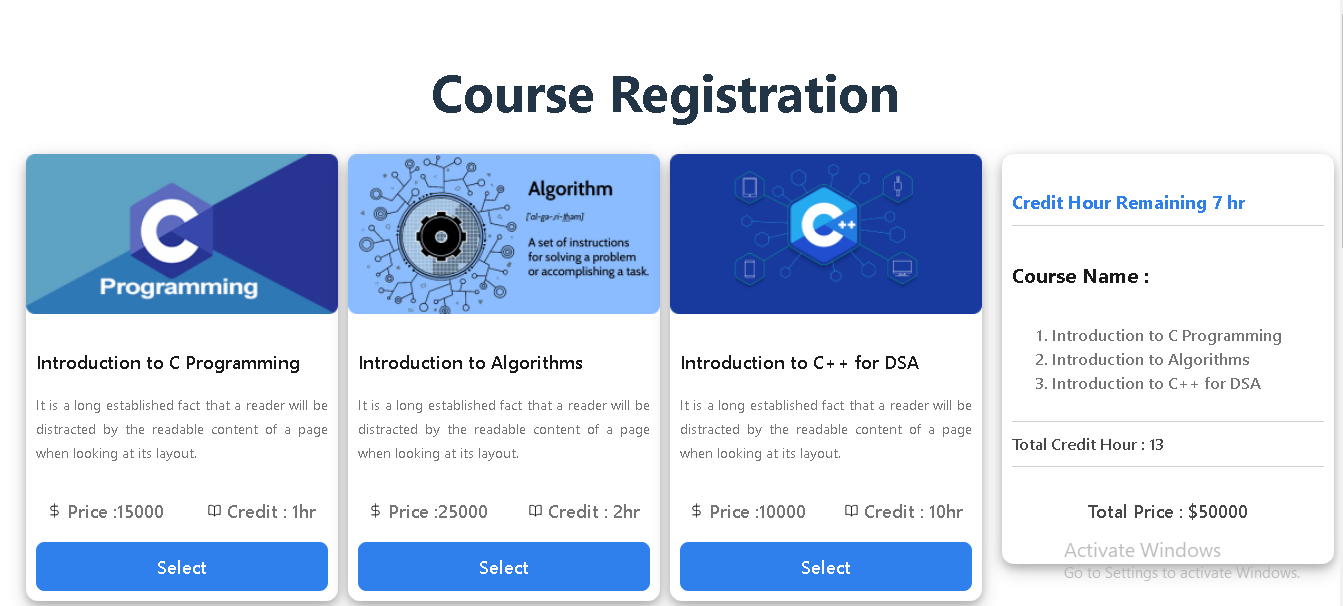 Course Registration
C
Programming
Introduction to C Programming
It is a long established fact that a reader will be
distracted by the readable content of a page
when looking at its layout.
$ Price :15000
Credit : 1hr
Select
Algorithm
['al-gə-ˌri-t͟həm]
A set of instructions
for solving a problem
or accomplishing a task.
Introduction to Algorithms
It is a long established fact that a reader will be
distracted by the readable content of a page
when looking at its layout.
$ Price :25000
Credit : 2hr
Select
C++
Introduction to C++ for DSA
It is a long established fact that a reader will be
distracted by the readable content of a page
when looking at its layout.
$ Price :10000
Credit : 10hr
Select
Credit Hour Remaining 7 hr
Course Name :
1. Introduction to C Programming
2. Introduction to Algorithms
3. Introduction to C++ for DSA
Total Credit Hour : 13
Total Price : $50000
Activate Windows
Go to Settings to activate Windows.